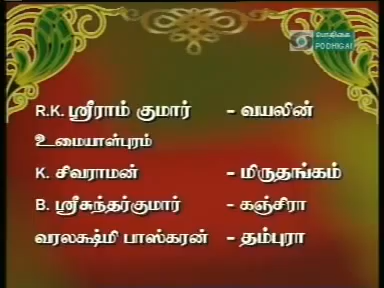 பொதிகை
PODHIGAI
R.K. ஸ்ரீராம் குமார் - வயலின்
உமையாள்புரம்
K. சிவராமன் - மிருதங்கம்
B. ஸ்ரீசுந்தர்குமார் - கஞ்சிரா
வரலக்ஷ்மி பாஸ்கரன் - தம்புரா